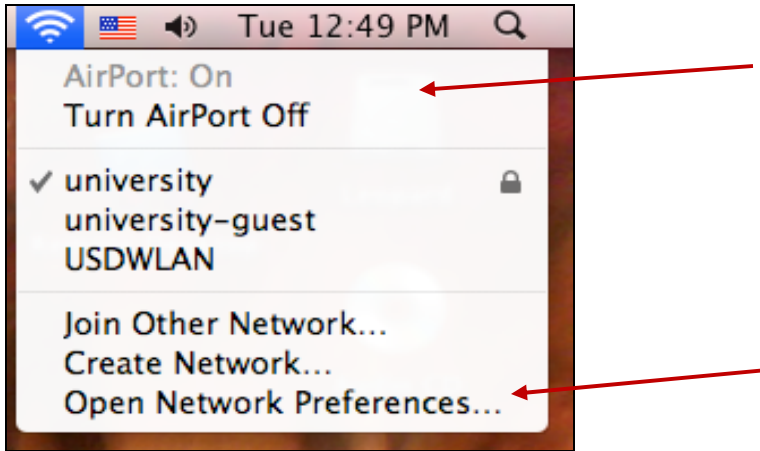 Tue 12:49 PM
AirPort: On
Turn AirPort Off
university
university-guest
USDWLAN
Join Other Network...
Create Network...
Open Network Preferences...